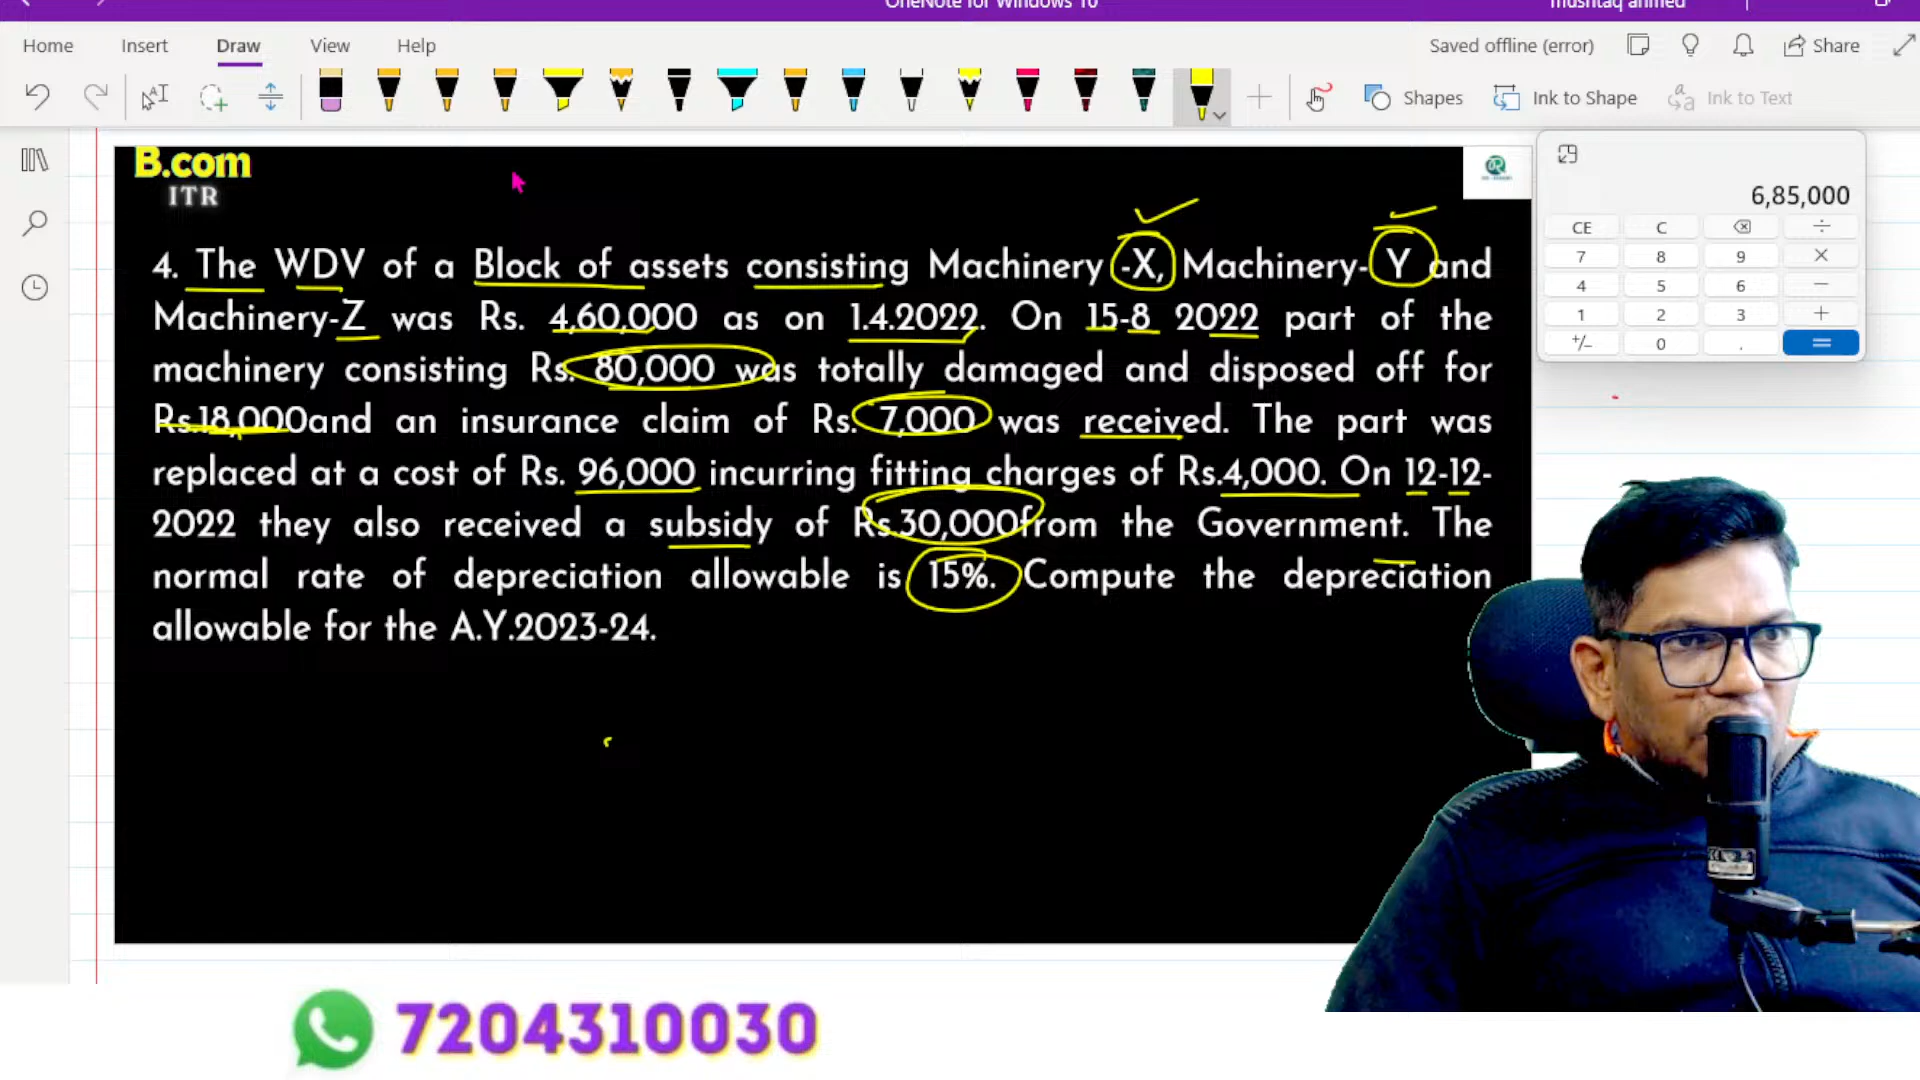 OneNote for Windows 10
mushtaq ahmed
Home Insert Draw View Help
Saved offline (error) Share
Shapes Ink to Shape Ink to Text
B.com
ITR
4. The WDV of a Block of assets consisting Machinery -X, Machinery- Y and
Machinery-Z was Rs. 4,60,000 as on 1.4.2022. On 15-8 2022 part of the
machinery consisting Rs. 80,000 was totally damaged and disposed off for
Rs.18,000and an insurance claim of Rs. 7,000 was received. The part was
replaced at a cost of Rs. 96,000 incurring fitting charges of Rs.4,000. On 12-12-
2022 they also received a subsidy of Rs.30,000from the Government. The
normal rate of depreciation allowable is 15%. Compute the depreciation
allowable for the A.Y.2023-24.
6,85,000
CE C ÷
7 8 9 ×
4 5 6 −
1 2 3 +
+/− 0 . =
7204310030